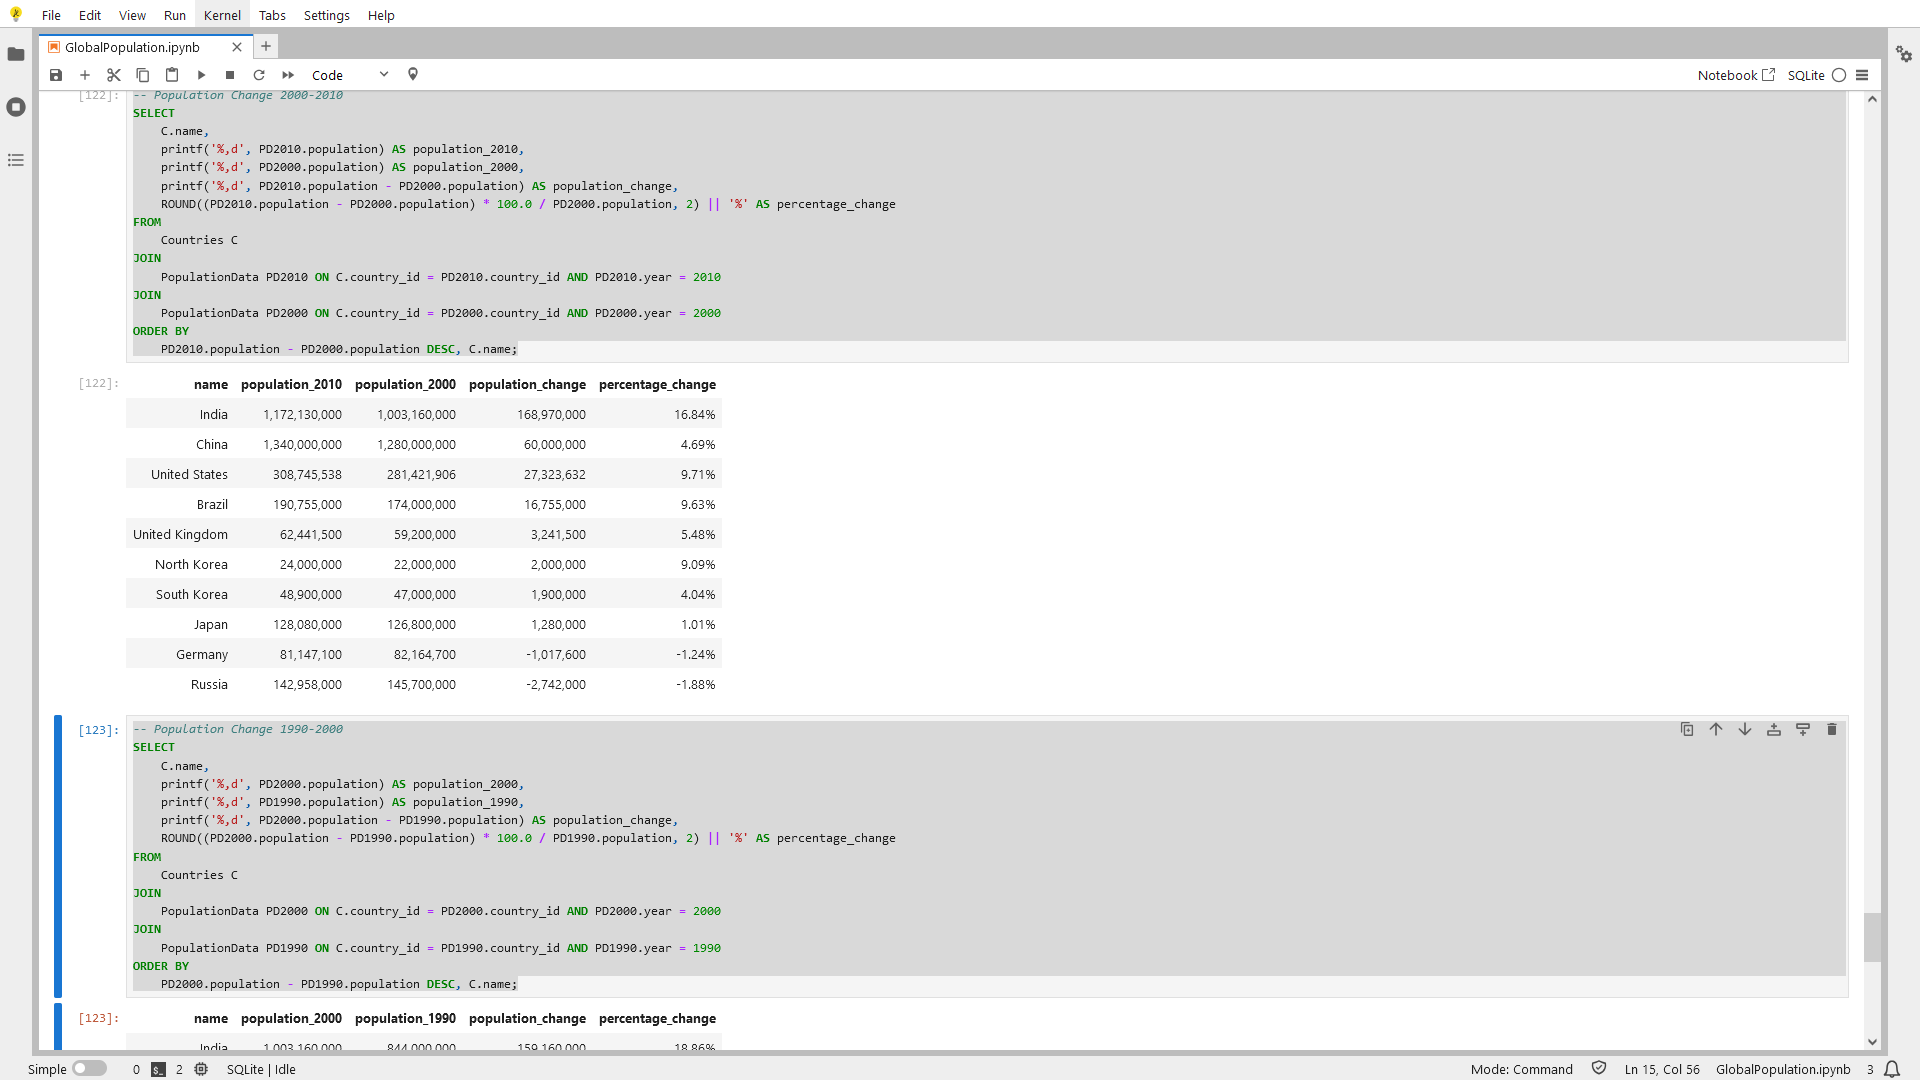 File Edit View Run Kernel Tabs Settings Help
GlobalPopulation.ipynb
Code Notebook SQLite
[122]: -- Population Change 2000-2010
SELECT
C.name,
printf('%,d', PD2010.population) AS population_2010,
printf('%,d', PD2000.population) AS population_2000,
printf('%,d', PD2010.population - PD2000.population) AS population_change,
ROUND((PD2010.population - PD2000.population) * 100.0 / PD2000.population, 2) || '%' AS percentage_change
FROM
Countries C
JOIN
PopulationData PD2010 ON C.country_id = PD2010.country_id AND PD2010.year = 2010
JOIN
PopulationData PD2000 ON C.country_id = PD2000.country_id AND PD2000.year = 2000
ORDER BY
PD2010.population - PD2000.population DESC, C.name;
[122]: name population_2010 population_2000 population_change percentage_change
India 1,172,130,000 1,003,160,000 168,970,000 16.84%
China 1,340,000,000 1,280,000,000 60,000,000 4.69%
United States 308,745,538 281,421,906 27,323,632 9.71%
Brazil 190,755,000 174,000,000 16,755,000 9.63%
United Kingdom 62,441,500 59,200,000 3,241,500 5.48%
North Korea 24,000,000 22,000,000 2,000,000 9.09%
South Korea 48,900,000 47,000,000 1,900,000 4.04%
Japan 128,080,000 126,800,000 1,280,000 1.01%
Germany 81,147,100 82,164,700 -1,017,600 -1.24%
Russia 142,958,000 145,700,000 -2,742,000 -1.88%
[123]: -- Population Change 1990-2000
SELECT
C.name,
printf('%,d', PD2000.population) AS population_2000,
printf('%,d', PD1990.population) AS population_1990,
printf('%,d', PD2000.population - PD1990.population) AS population_change,
ROUND((PD2000.population - PD1990.population) * 100.0 / PD1990.population, 2) || '%' AS percentage_change
FROM
Countries C
JOIN
PopulationData PD2000 ON C.country_id = PD2000.country_id AND PD2000.year = 2000
JOIN
PopulationData PD1990 ON C.country_id = PD1990.country_id AND PD1990.year = 1990
ORDER BY
PD2000.population - PD1990.population DESC, C.name;
[123]: name population_2000 population_1990 population_change percentage_change
India 1,003,160,000 844,000,000 159,160,000 18.86%
Simple 0 2 SQLite | Idle Mode: Command Ln 15, Col 56 GlobalPopulation.ipynb 3